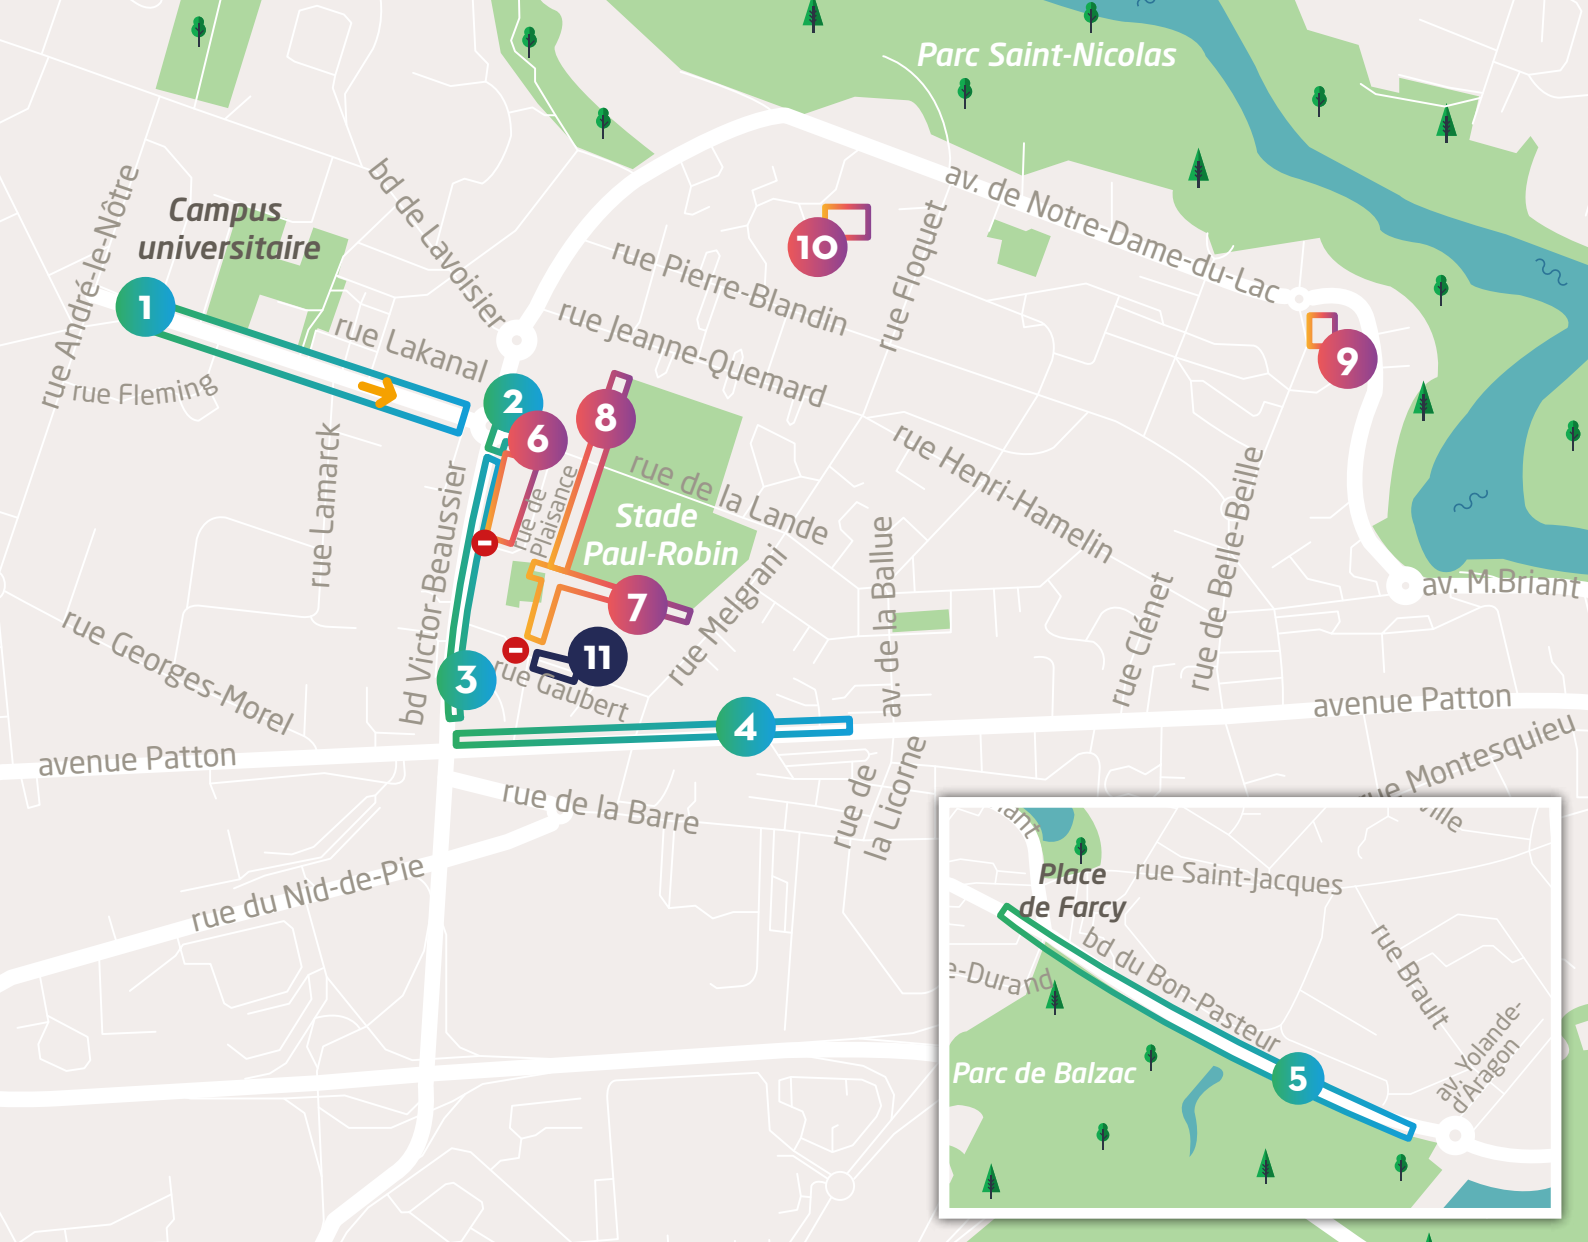 Parc Saint-Nicolas
Campus
universitaire
rue André-le-Nôtre
bd de Lavoisier
av. de Notre-Dame-du-Lac
rue Floquet
10
rue Pierre-Blandin
1
rue Lakanal
rue Jeanne-Quemard
rue Fleming
9
2
6
8
rue Lamarck
bd Victor-Beaussier
rue de
Plaisance
rue de la Lande
Stade
Paul-Robin
rue Henri-Hamelin
rue de Belle-Beille
av. de la Ballue
rue Clénet
av. M.Briant
7
rue Melgrani
rue Georges-Morel
11
3
rue Gaubert
4
avenue Patton
avenue Patton
rue Montesquieu
rue de la Barre
rue de
la Licorne
rue du Nid-de-Pie
iant
ville
Place
de Farcy
rue Saint-Jacques
bd du Bon-Pasteur
rue Brault
e-Durand
av. Yolande-
d'Aragon
Parc de Balzac
5